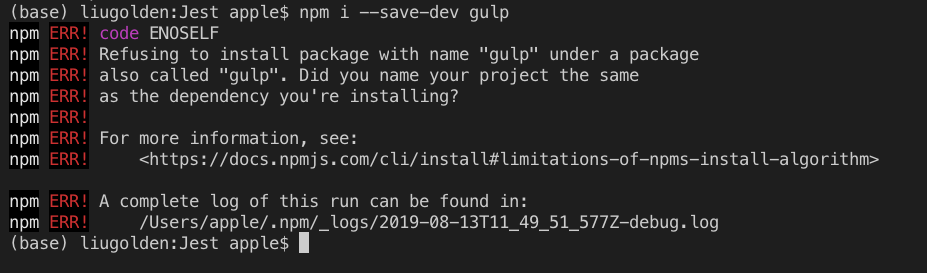 (base) liugolden:Jest apple$ npm i --save-dev gulp
npm ERR! code ENOSELF
npm ERR! Refusing to install package with name "gulp" under a package
npm ERR! also called "gulp". Did you name your project the same
npm ERR! as the dependency you're installing?
npm ERR!
npm ERR! For more information, see:
npm ERR!     <https://docs.npmjs.com/cli/install#limitations-of-npms-install-algorithm>
npm ERR! A complete log of this run can be found in:
npm ERR!     /Users/apple/.npm/_logs/2019-08-13T11_49_51_577Z-debug.log
(base) liugolden:Jest apple$